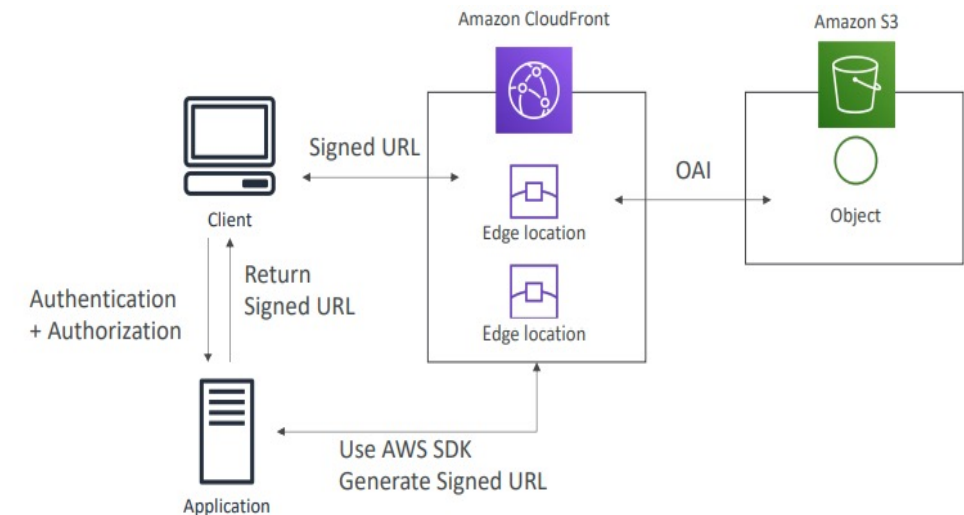 Amazon CloudFront
Amazon S3
Signed URL
OAI
Client
Edge location
Object
Return
Signed URL
Authentication
+ Authorization
Edge location
Use AWS SDK
Generate Signed URL
Application